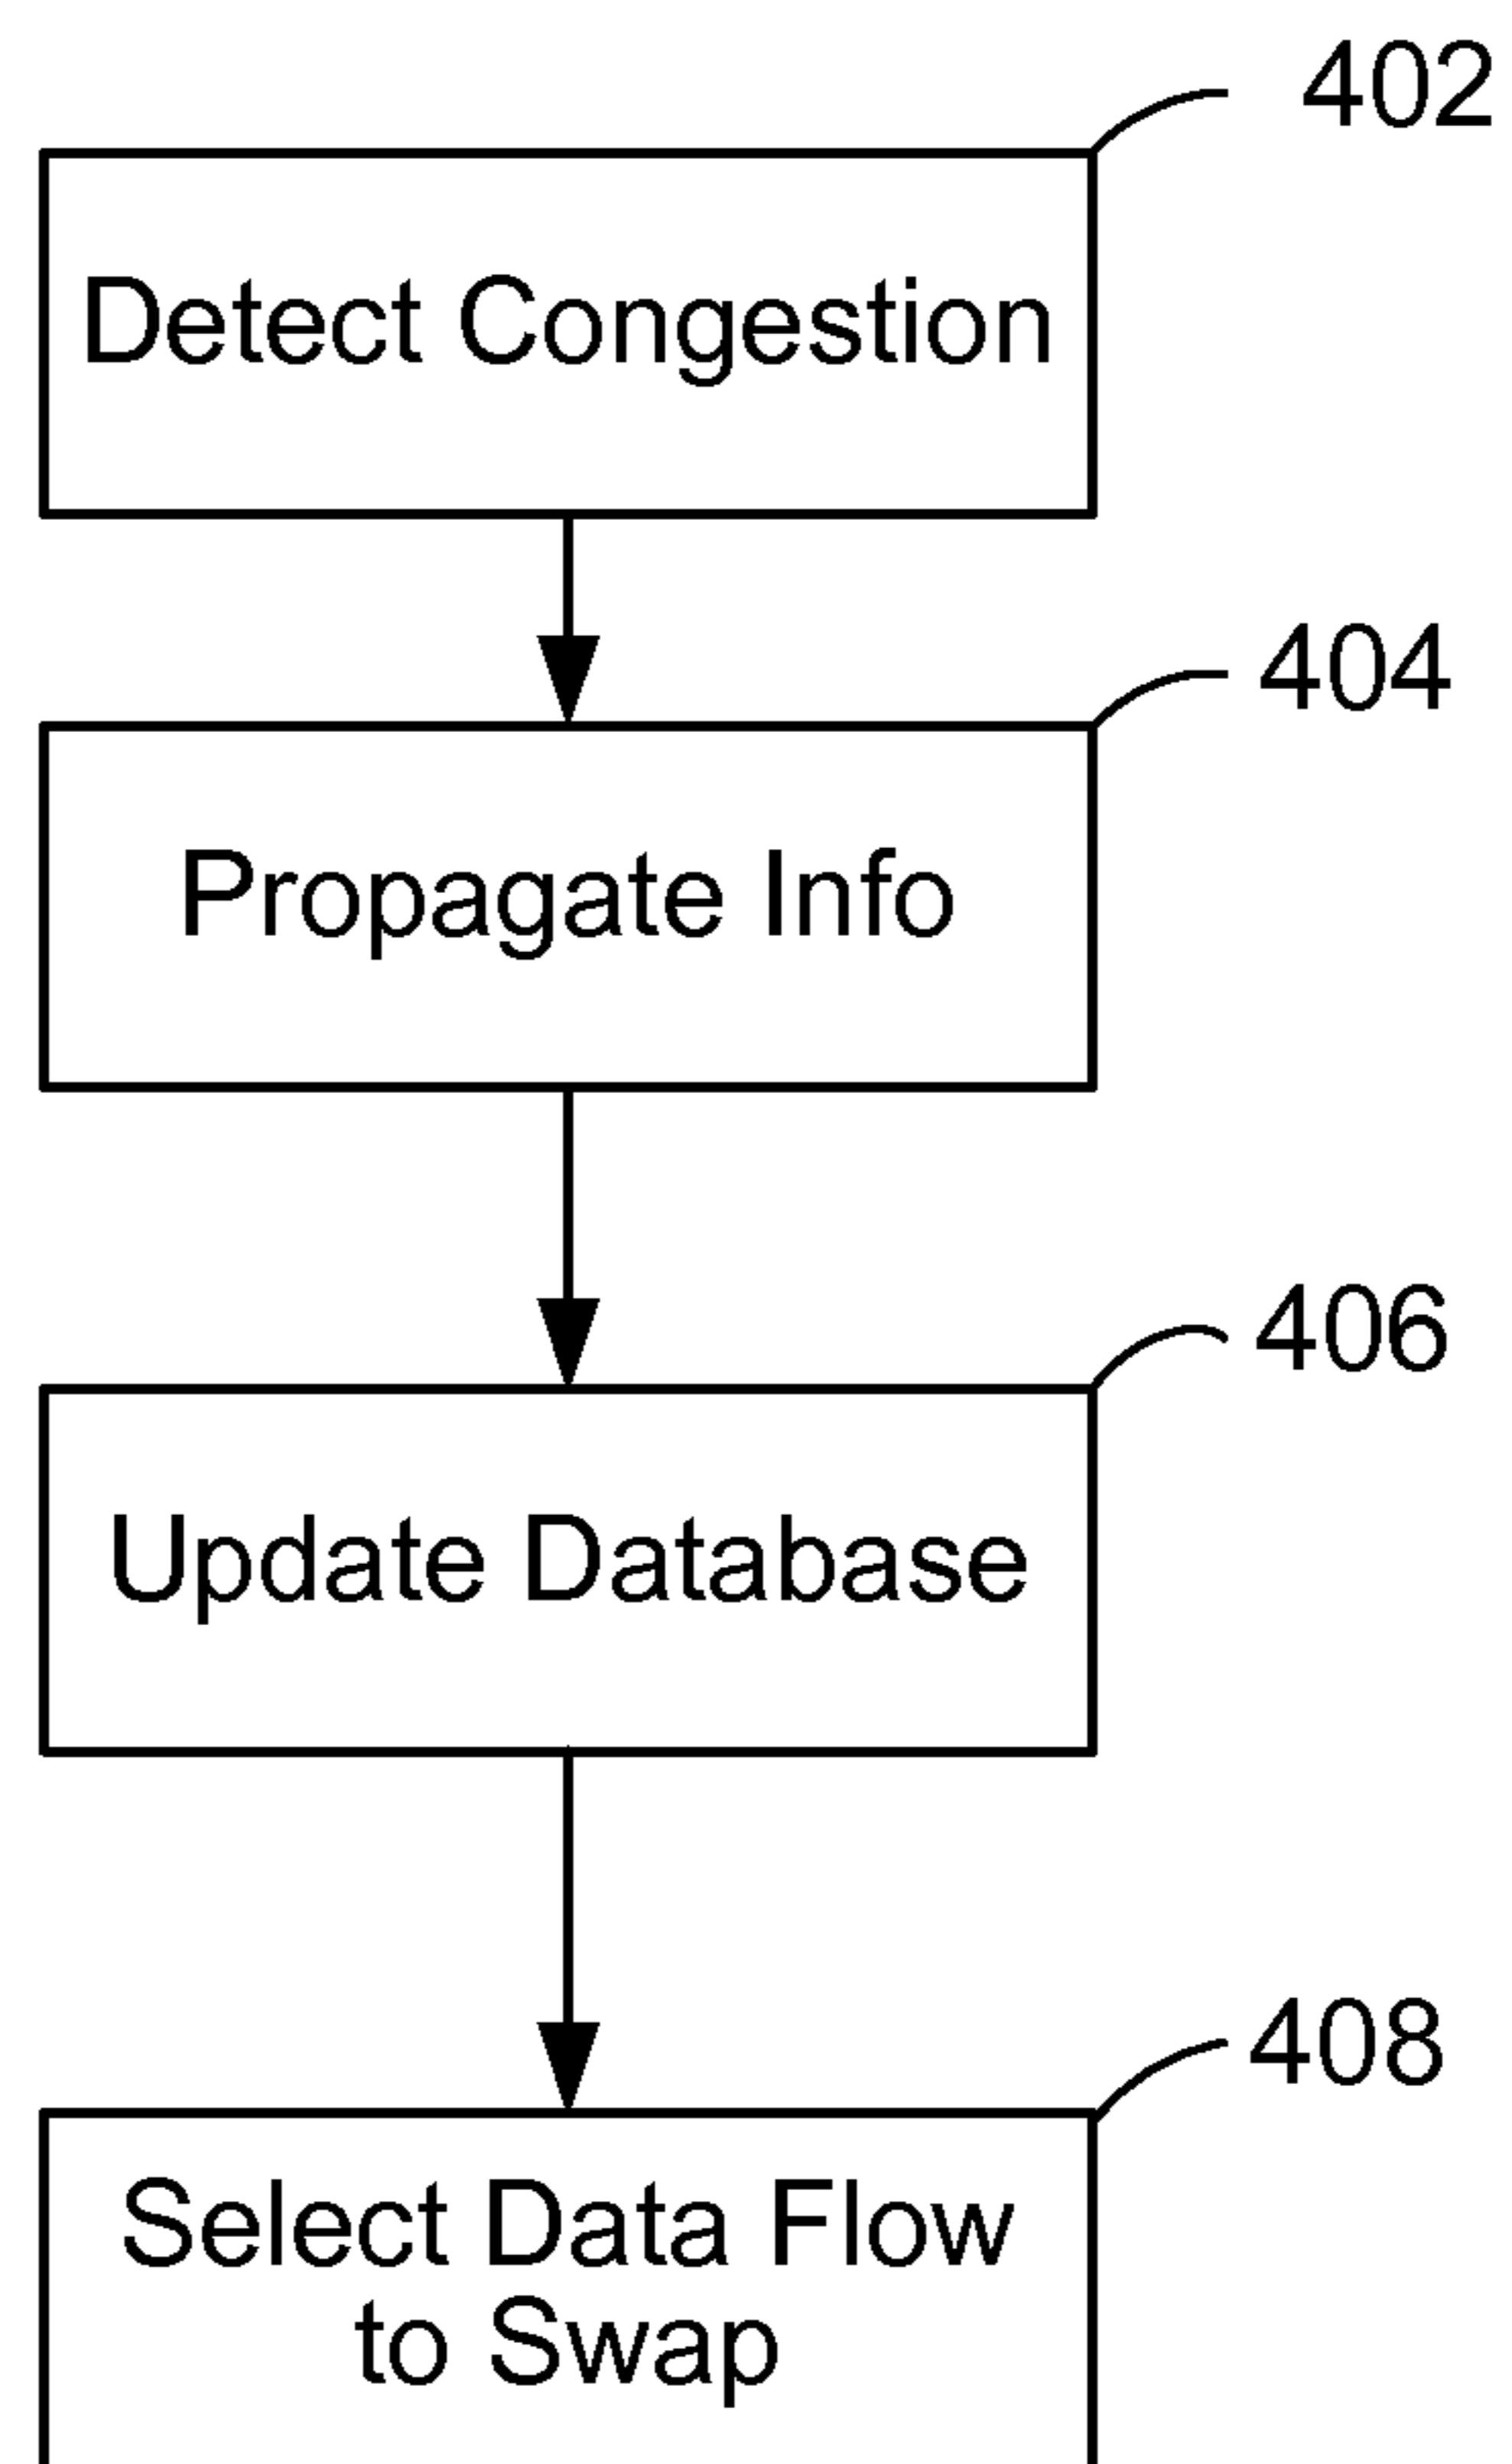 402
Detect Congestion
404
Propagate Info
406
Update Database
408
Select Data Flow
to Swap